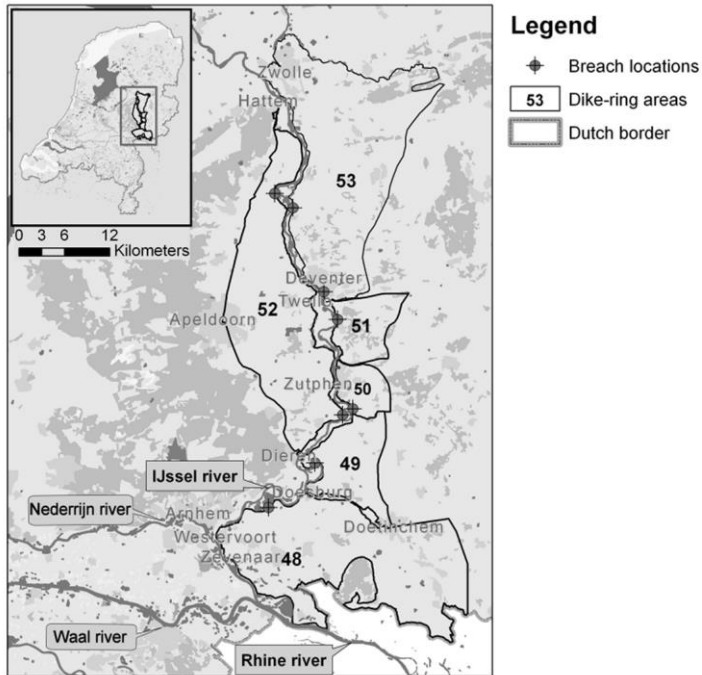 Legend
Breach locations
53 Dike-ring areas
Dutch border
0 3 6 12
Kilometers
Zwolle
Hattem
53
Deventer
Twello
52
51
Apeldoorn
Zutphen
50
Dieren
49
IJssel river
Doesburg
Nederrijn river
Arnhem
Doetinchem
Westervoort
Zevenaar
48
Waal river
Rhine river